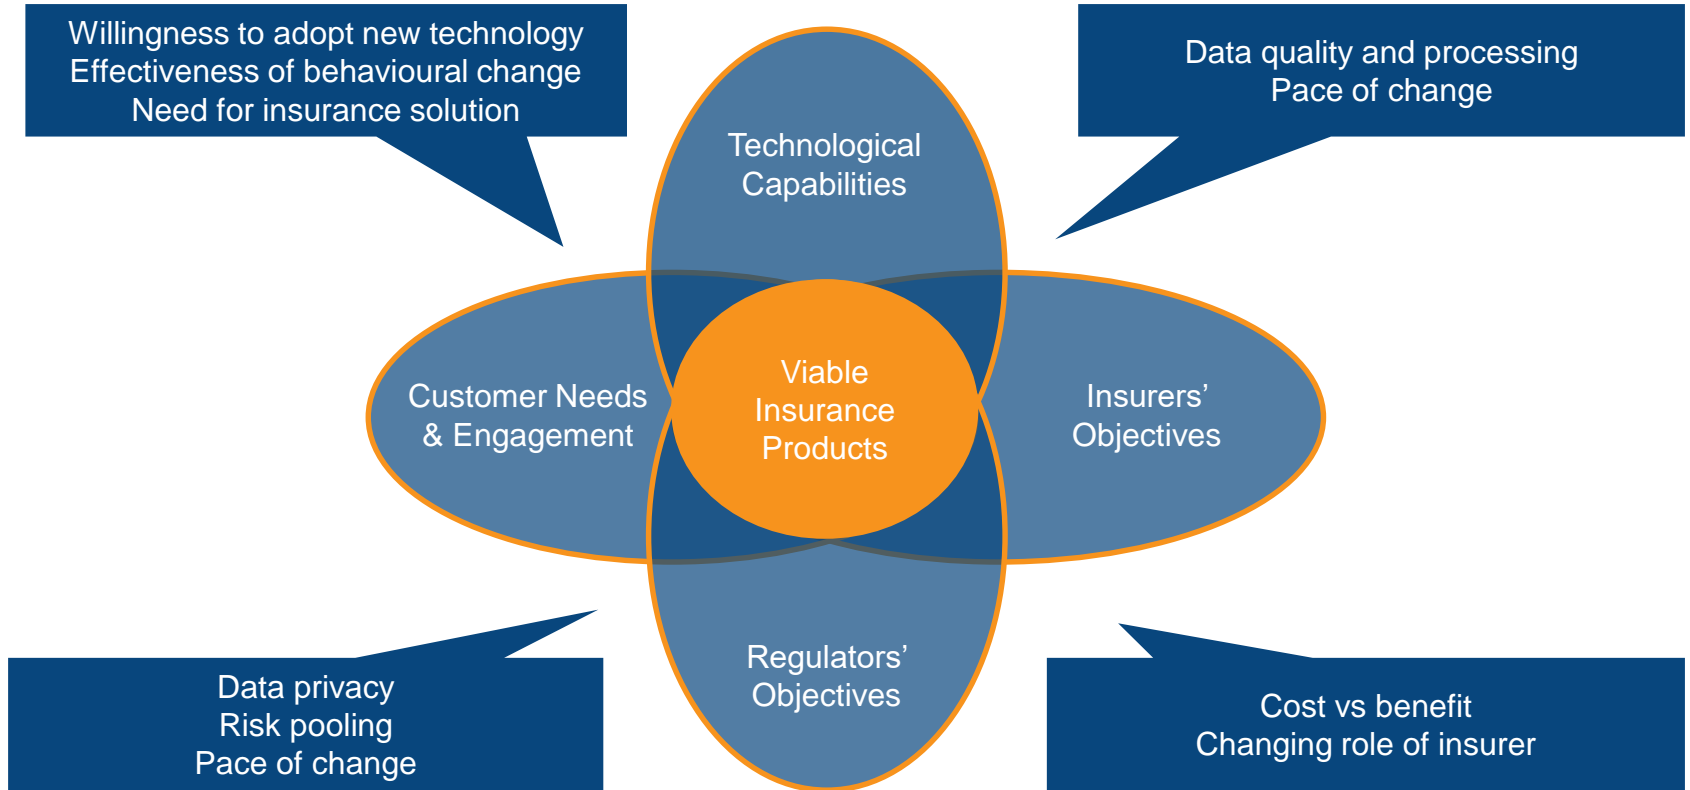 Willingness to adopt new technology
Effectiveness of behavioural change
Need for insurance solution
Data quality and processing
Pace of change
Technological
Capabilities
Customer Needs
& Engagement
Viable
Insurance
Products
Insurers’
Objectives
Regulators’
Objectives
Data privacy
Risk pooling
Pace of change
Cost vs benefit
Changing role of insurer